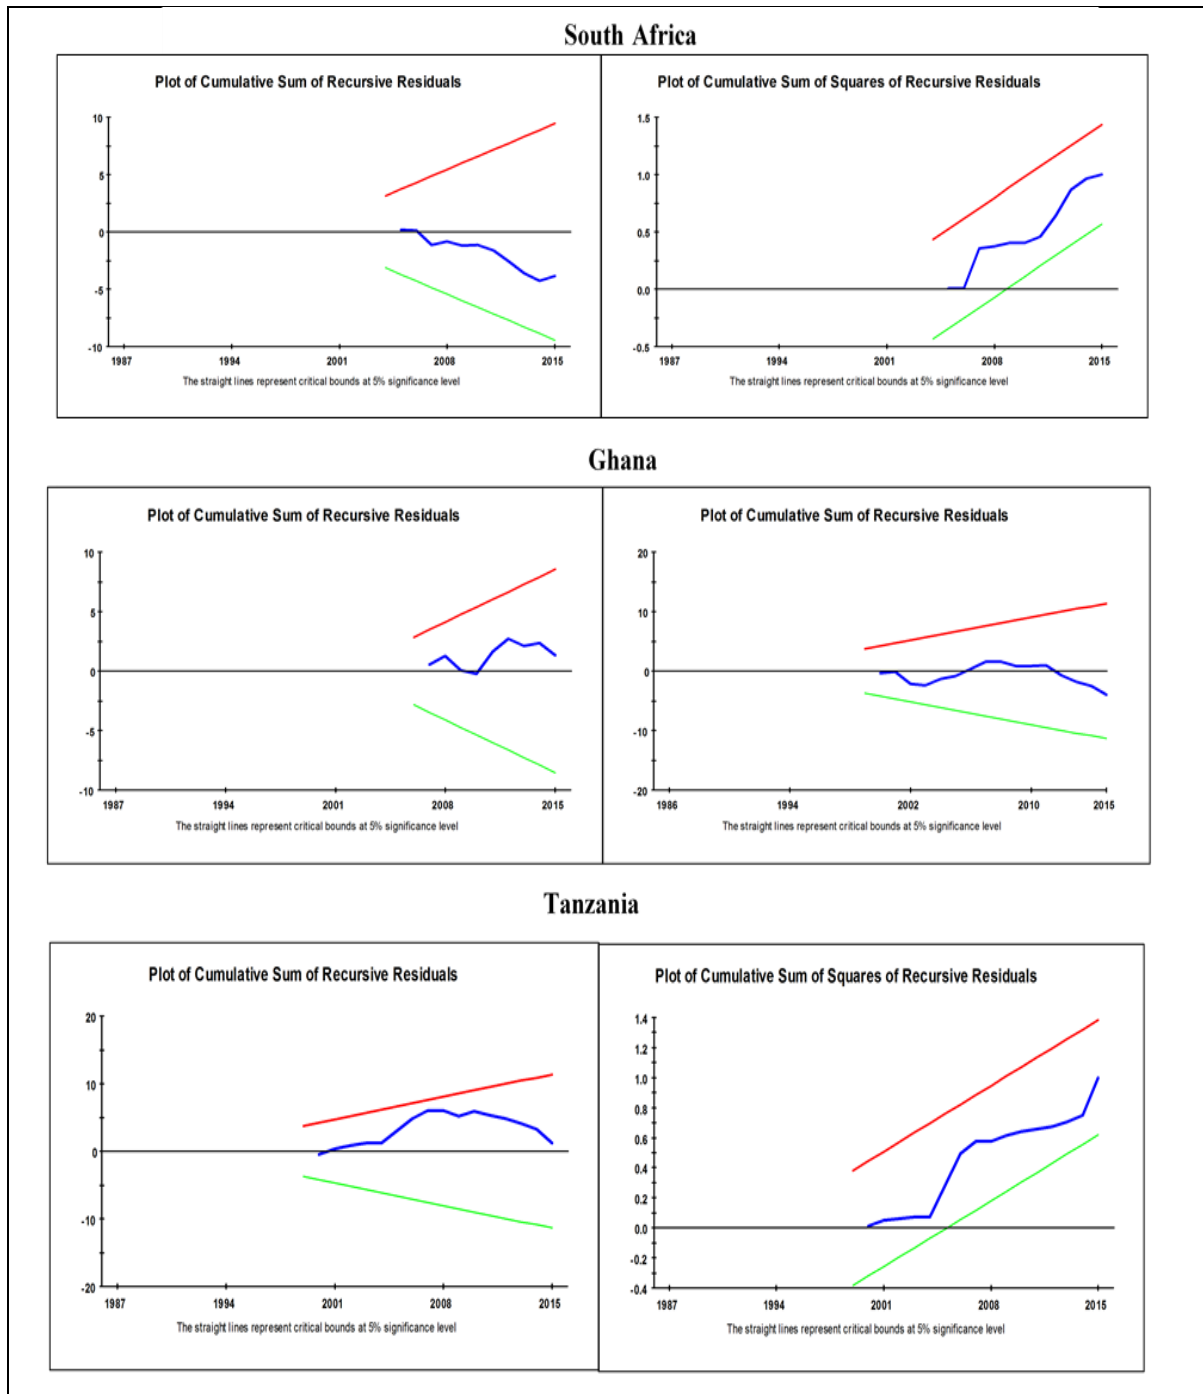 South Africa
Plot of Cumulative Sum of Recursive Residuals
10
5
0
-5
-10
1987 1994 2001 2008 2015
The straight lines represent critical bounds at 5% significance level
Plot of Cumulative Sum of Squares of Recursive Residuals
1.5
1.0
0.5
0.0
-0.5
1987 1994 2001 2008 2015
The straight lines represent critical bounds at 5% significance level
Ghana
Plot of Cumulative Sum of Recursive Residuals
10
5
0
-5
-10
1987 1994 2001 2008 2015
The straight lines represent critical bounds at 5% significance level
Plot of Cumulative Sum of Recursive Residuals
20
10
0
-10
-20
1986 1994 2002 2010 2015
The straight lines represent critical bounds at 5% significance level
Tanzania
Plot of Cumulative Sum of Recursive Residuals
20
10
0
-10
-20
1987 1994 2001 2008 2015
The straight lines represent critical bounds at 5% significance level
Plot of Cumulative Sum of Squares of Recursive Residuals
1.4
1.2
1.0
0.8
0.6
0.4
0.2
0.0
-0.2
-0.4
1987 1994 2001 2008 2015
The straight lines represent critical bounds at 5% significance level